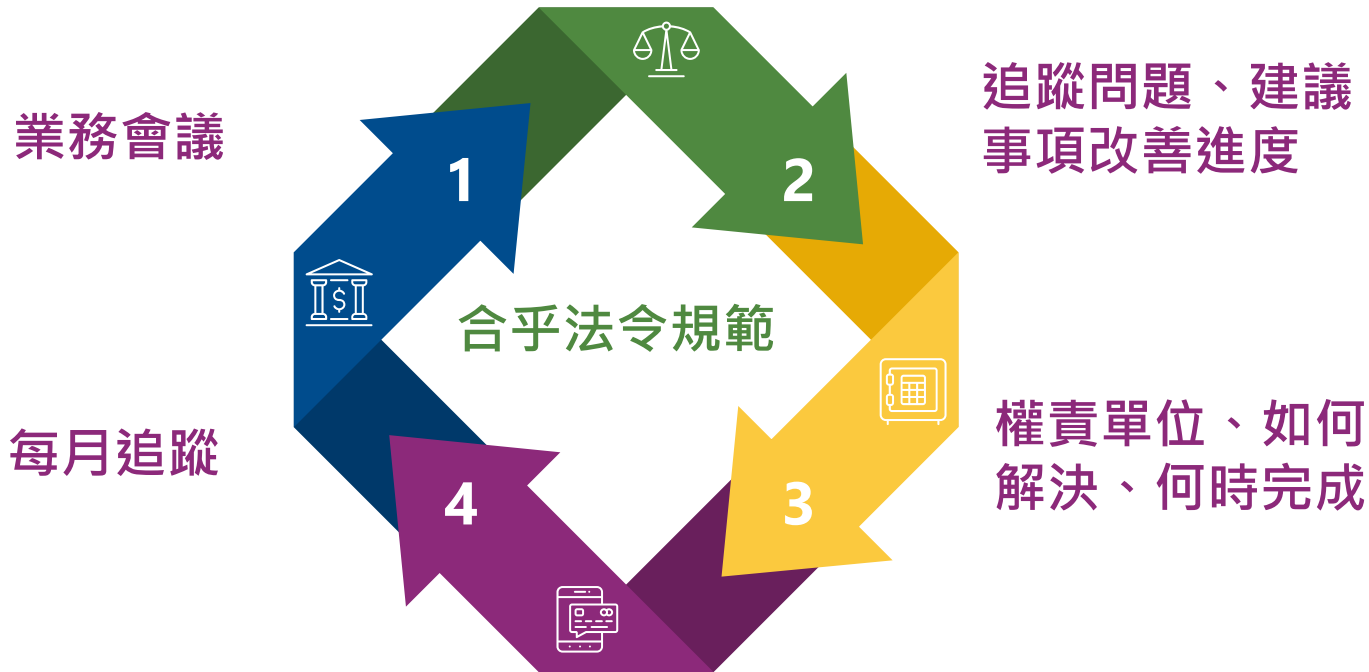 業務會議
1
2
追蹤問題、建議
事項改善進度
合乎法令規範
$
3
權責單位、如何
解決、何時完成
4
每月追蹤